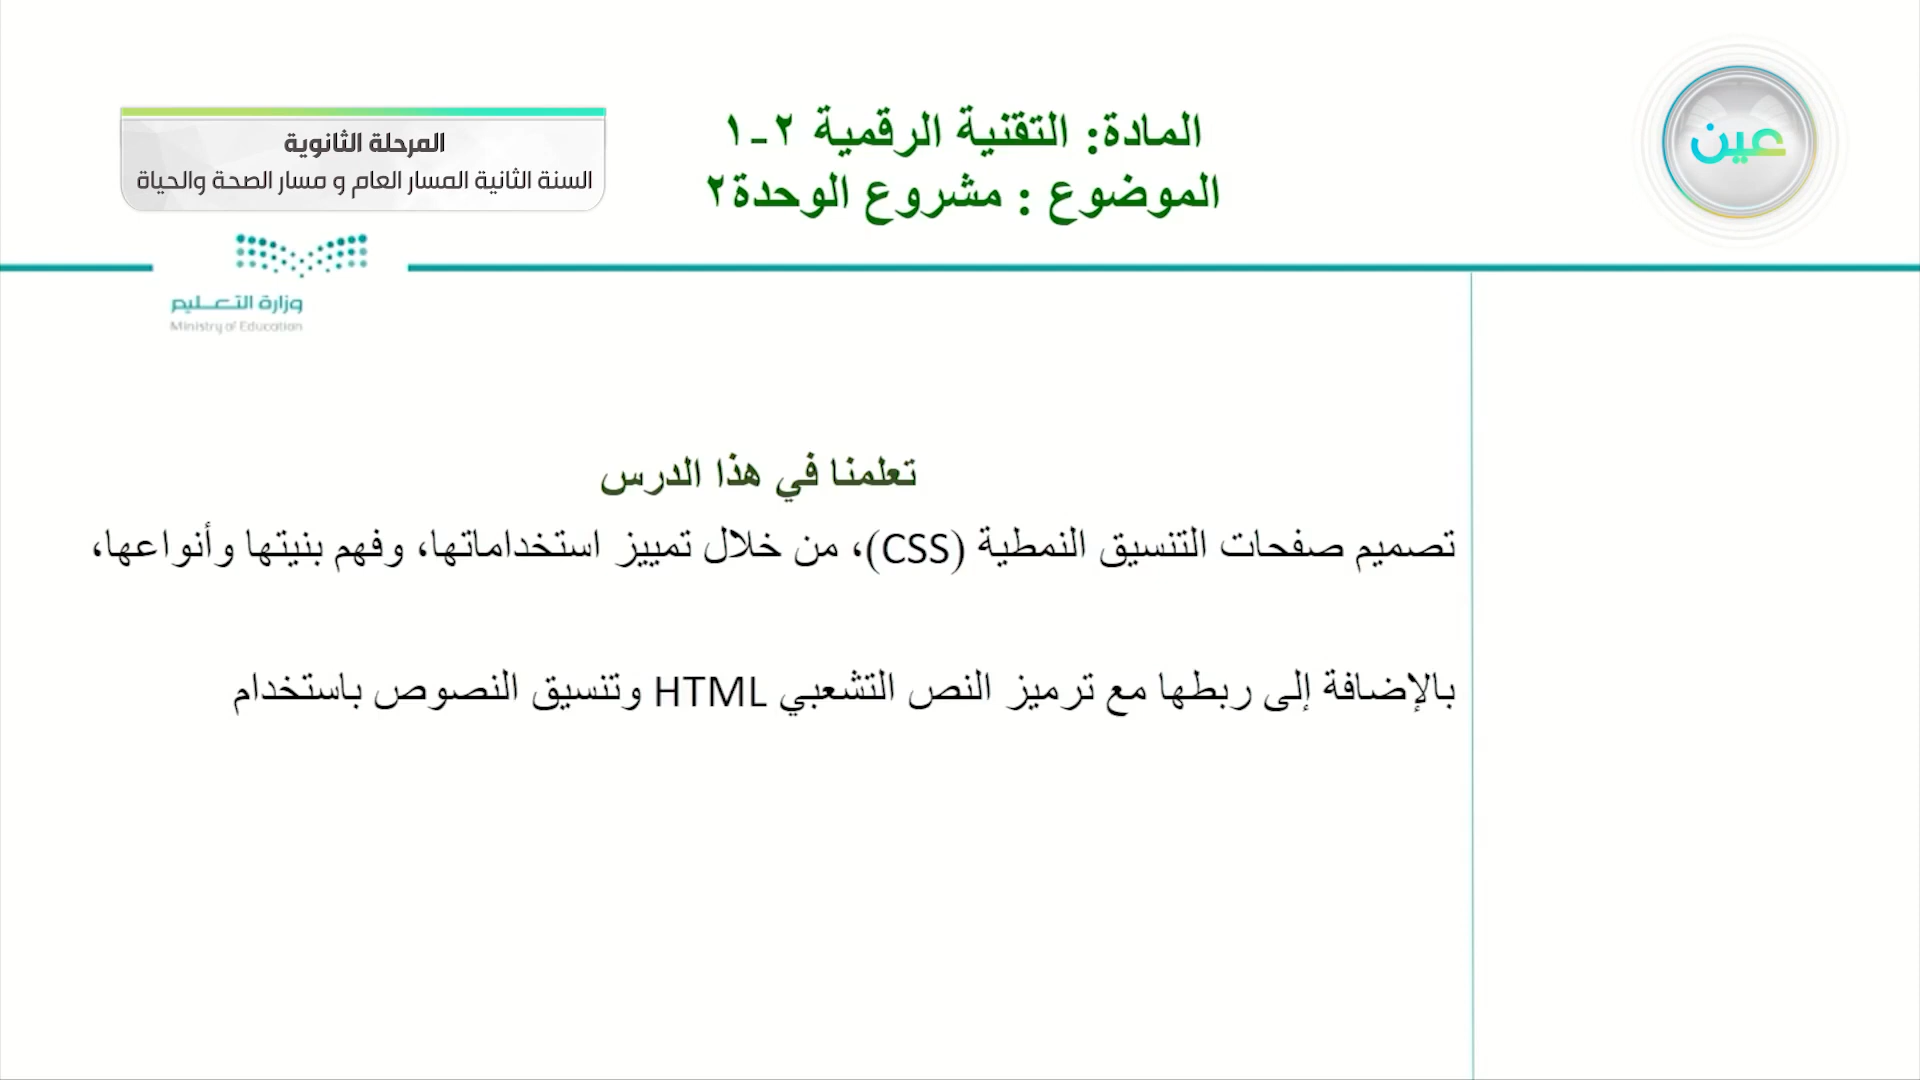 عين
المادة: التقنية الرقمية ٢-١
الموضوع : مشروع الوحدة٢
المرحلة الثانوية
السنة الثانية المسار العام و مسار الصحة والحياة
وزارة التعليم
Ministry of Education
تعلمنا في هذا الدرس
تصميم صفحات التنسيق النمطية (CSS)، من خلال تمييز استخداماتها، وفهم بنيتها وأنواعها،
بالإضافة إلى ربطها مع ترميز النص التشعبي HTML وتنسيق النصوص باستخدام